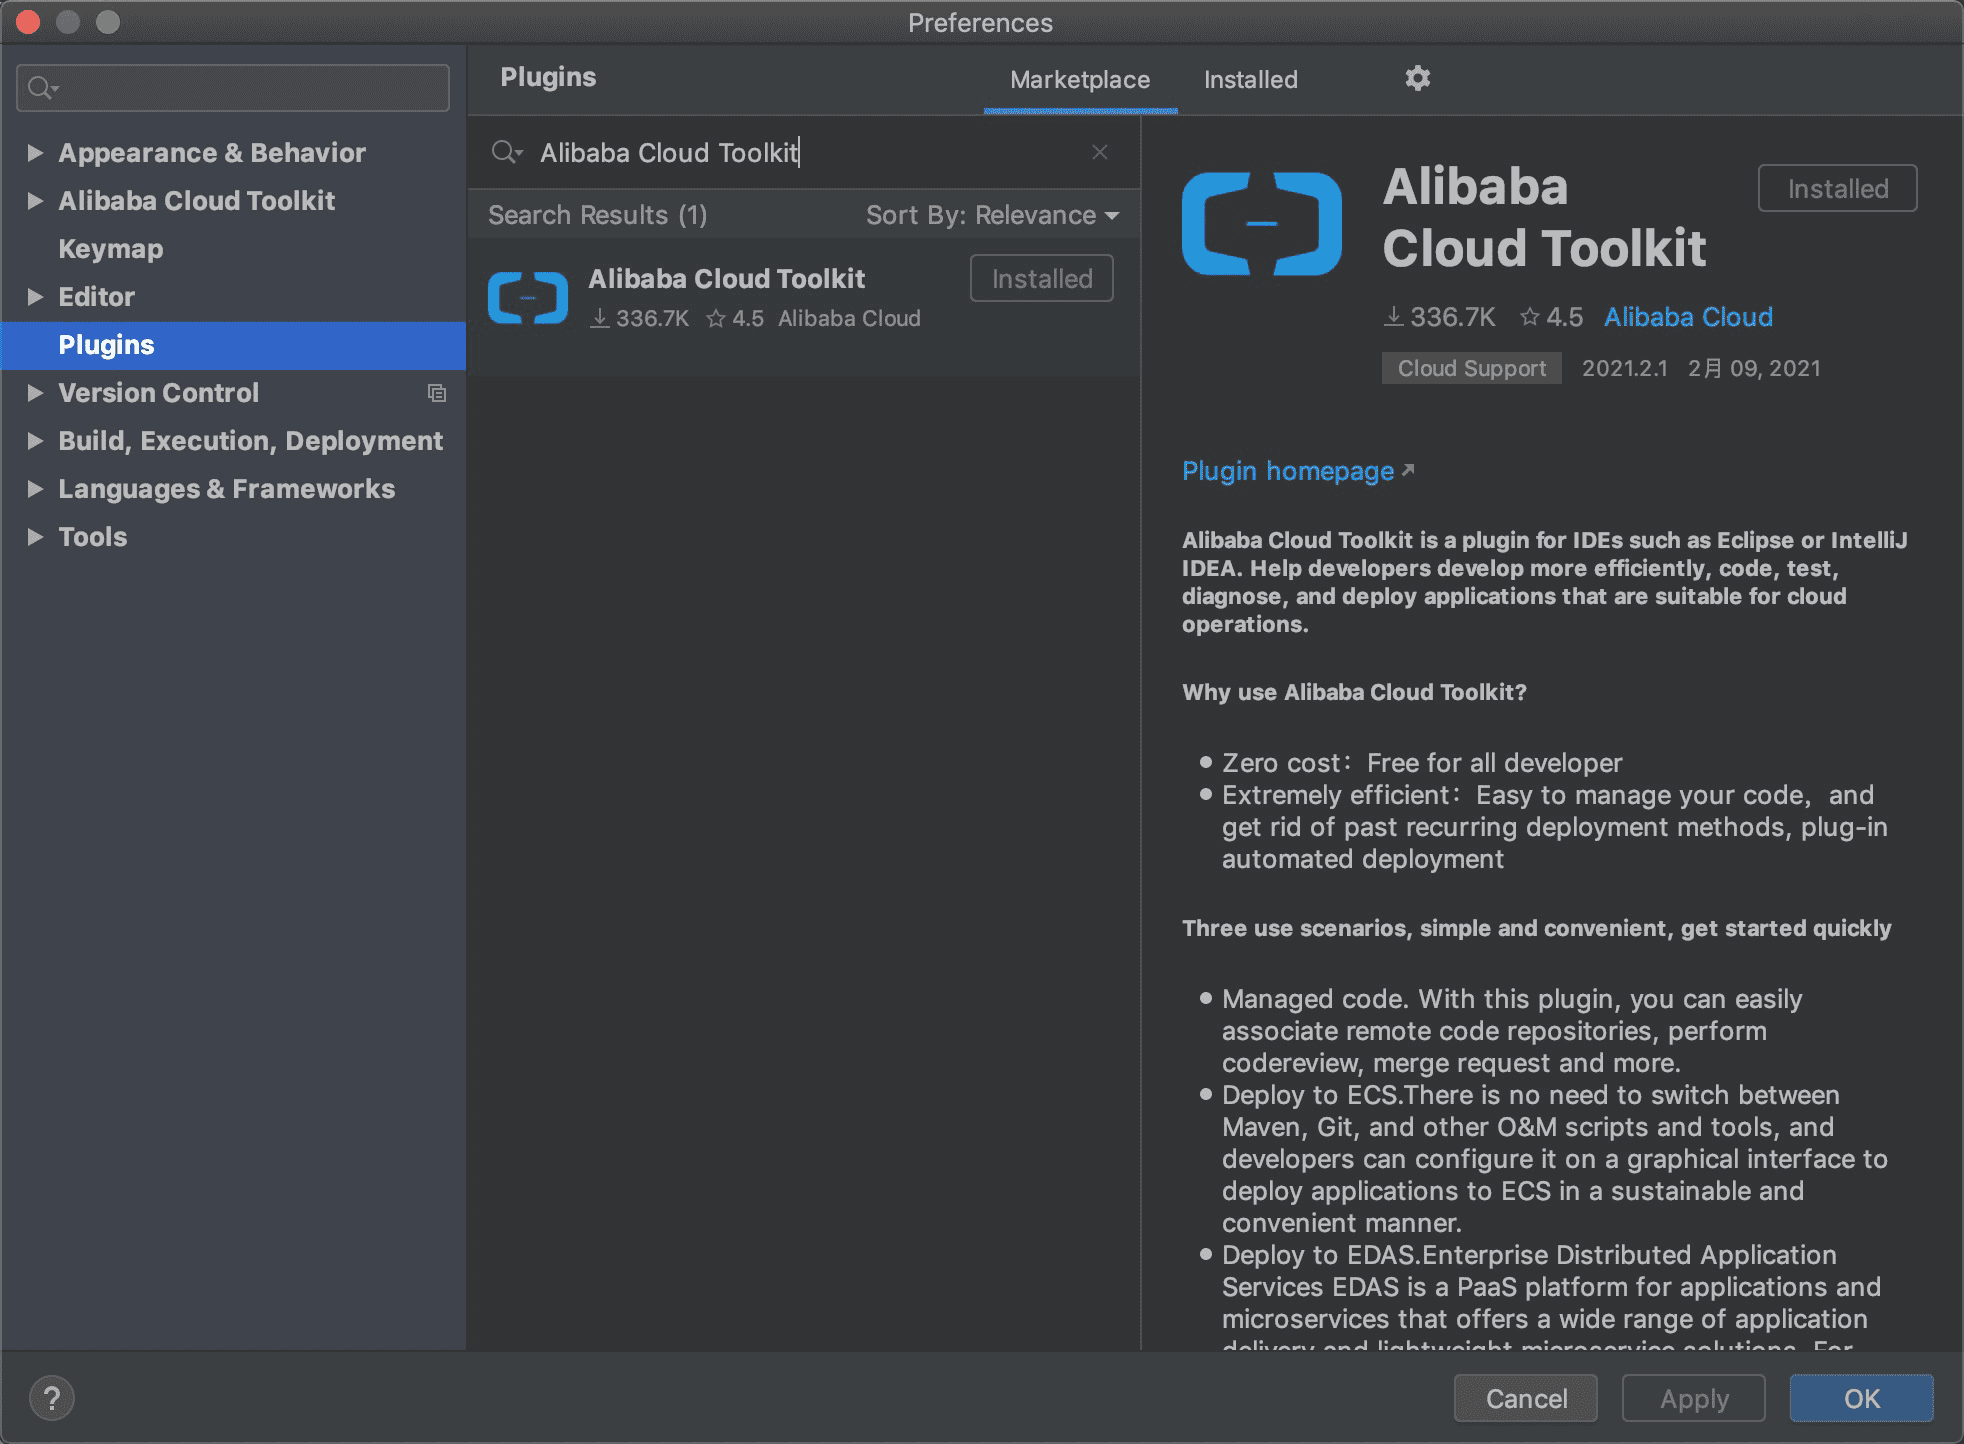 Preferences
Appearance & Behavior
Alibaba Cloud Toolkit
Keymap
Editor
Plugins
Version Control
Build, Execution, Deployment
Languages & Frameworks
Tools
Plugins
Marketplace
Installed
Alibaba Cloud Toolkit
Search Results (1)
Sort By: Relevance
Alibaba Cloud Toolkit
Installed
336.7K 4.5 Alibaba Cloud
Alibaba
Cloud Toolkit
Installed
336.7K 4.5 Alibaba Cloud
Cloud Support 2021.2.1 2月 09, 2021
Plugin homepage
Alibaba Cloud Toolkit is a plugin for IDEs such as Eclipse or IntelliJ
IDEA. Help developers develop more efficiently, code, test,
diagnose, and deploy applications that are suitable for cloud
operations.
Why use Alibaba Cloud Toolkit?
Zero cost：Free for all developer
Extremely efficient：Easy to manage your code，and
get rid of past recurring deployment methods, plug-in
automated deployment
Three use scenarios, simple and convenient, get started quickly
Managed code. With this plugin, you can easily
associate remote code repositories, perform
codereview, merge request and more.
Deploy to ECS.There is no need to switch between
Maven, Git, and other O&M scripts and tools, and
developers can configure it on a graphical interface to
deploy applications to ECS in a sustainable and
convenient manner.
Deploy to EDAS.Enterprise Distributed Application
Services EDAS is a PaaS platform for applications and
microservices that offers a wide range of application
delivery and lightweight microservice solutions. For
?
Cancel
Apply
OK